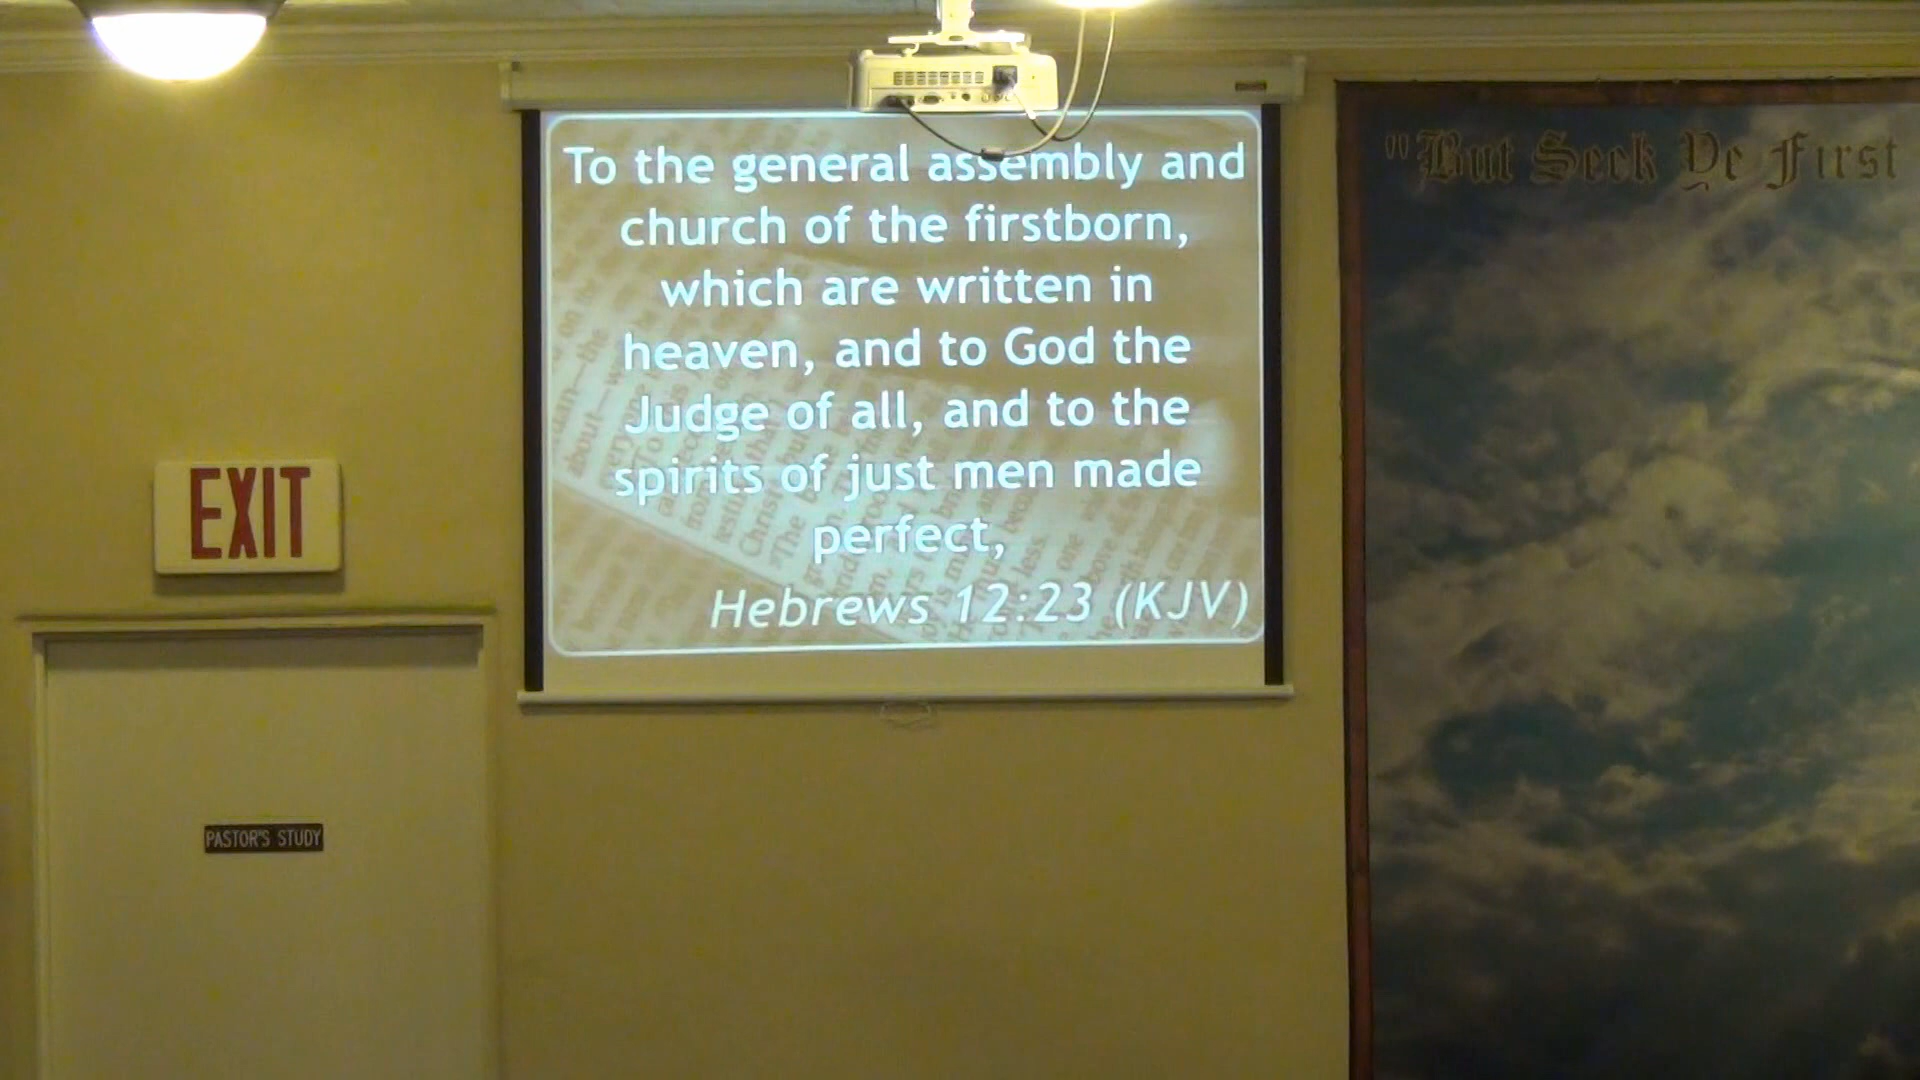 To the general assembly and
church of the firstborn,
which are written in
heaven, and to God the
Judge of all, and to the
spirits of just men made
perfect,
Hebrews 12:23 (KJV)
"But Seek Ye First
EXIT
PASTOR'S STUDY